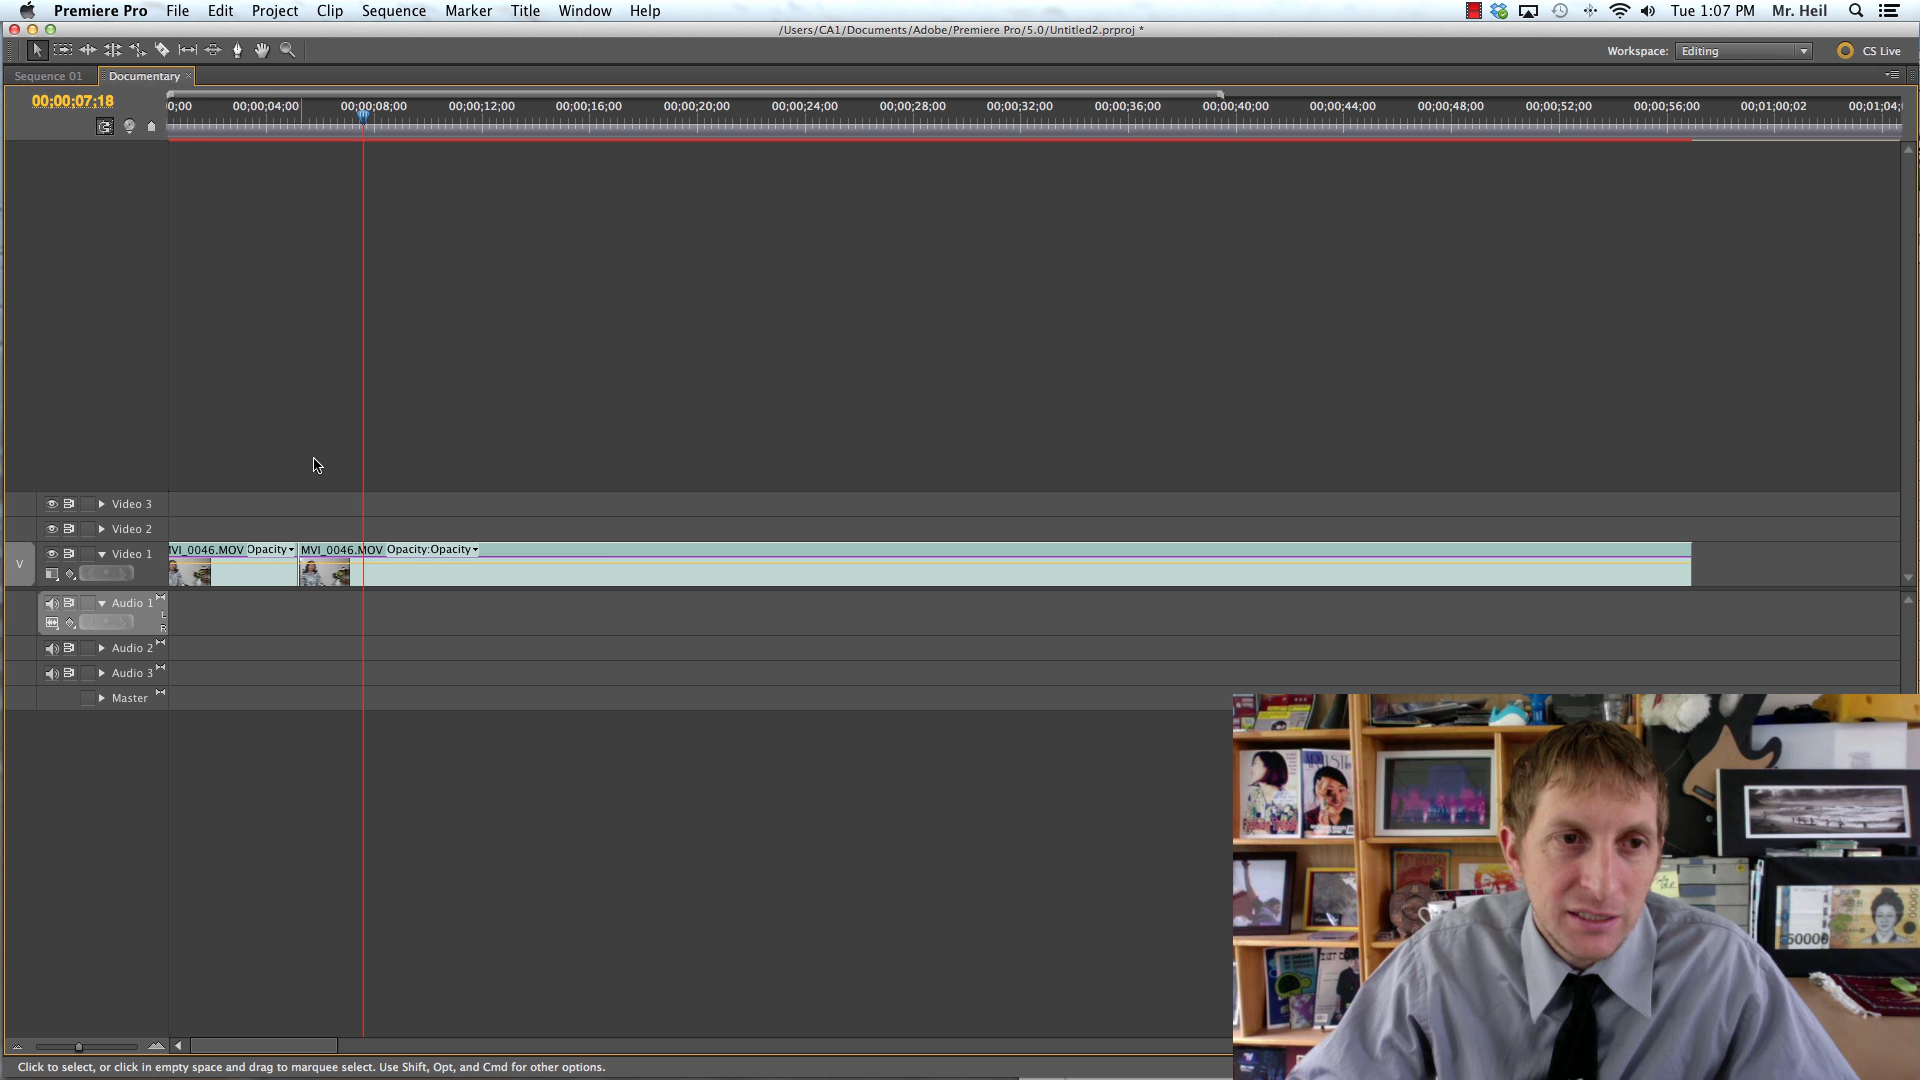 Premiere Pro File Edit Project Clip Sequence Marker Title Window Help Tue 1:07 PM Mr. Heil
/Users/CA1/Documents/Adobe/Premiere Pro/5.0/Untitled2.prproj *
Workspace: Editing CS Live
Sequence 01 Documentary
00;00;07;18
;00 00;00;04;00 00;00;08;00 00;00;12;00 00;00;16;00 00;00;20;00 00;00;24;00 00;00;28;00 00;00;32;00 00;00;36;00 00;00;40;00 00;00;44;00 00;00;48;00 00;00;52;00 00;00;56;00 00;01;00;02 00;01;04;
Video 3
Video 2
V Video 1 MVI_0046.MOV Opacity MVI_0046.MOV Opacity:Opacity
Audio 1
L
R
Audio 2
Audio 3
Master
50000
Click to select, or click in empty space and drag to marquee select. Use Shift, Opt, and Cmd for other options.